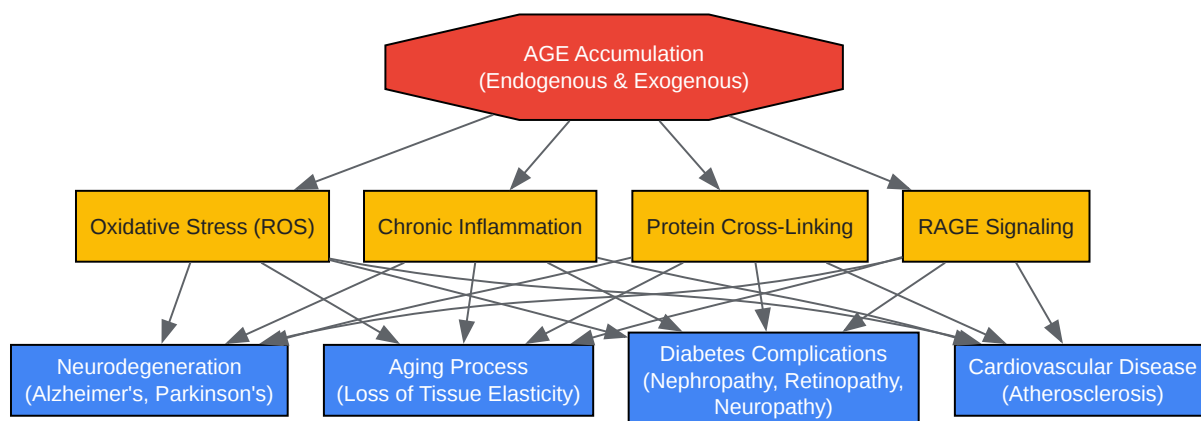 AGE Accumulation
(Endogenous & Exogenous)
Oxidative Stress (ROS)
Chronic Inflammation
Protein Cross-Linking
RAGE Signaling
Neurodegeneration
(Alzheimer's, Parkinson's)
Aging Process
(Loss of Tissue Elasticity)
Diabetes Complications
(Nephropathy, Retinopathy,
Neuropathy)
Cardiovascular Disease
(Atherosclerosis)